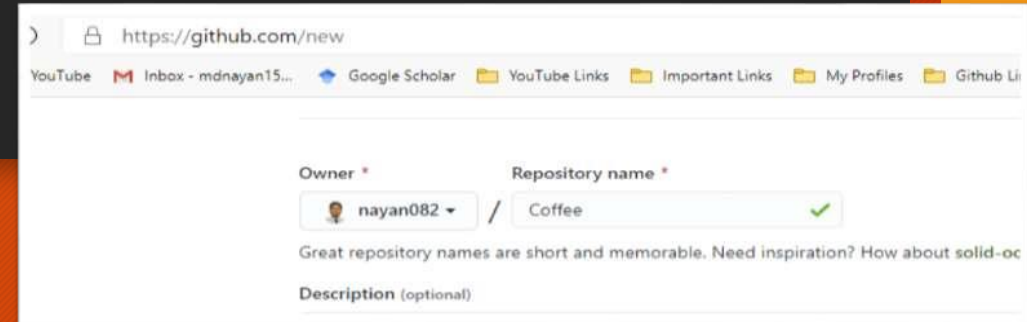 https://github.com/new
YouTube Inbox - mdnayan15... Google Scholar YouTube Links Important Links My Profiles Github Li
Owner * Repository name *
nayan082 / Coffee
Great repository names are short and memorable. Need inspiration? How about solid-oc
Description (optional)